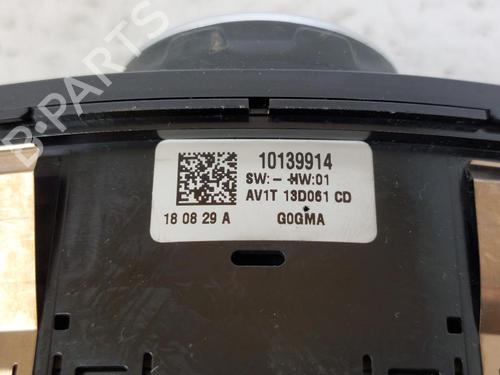 B-PARTS
10139914
SW:- HW:01
AV1T 13D061 CD
18 08 29 A G0GMA